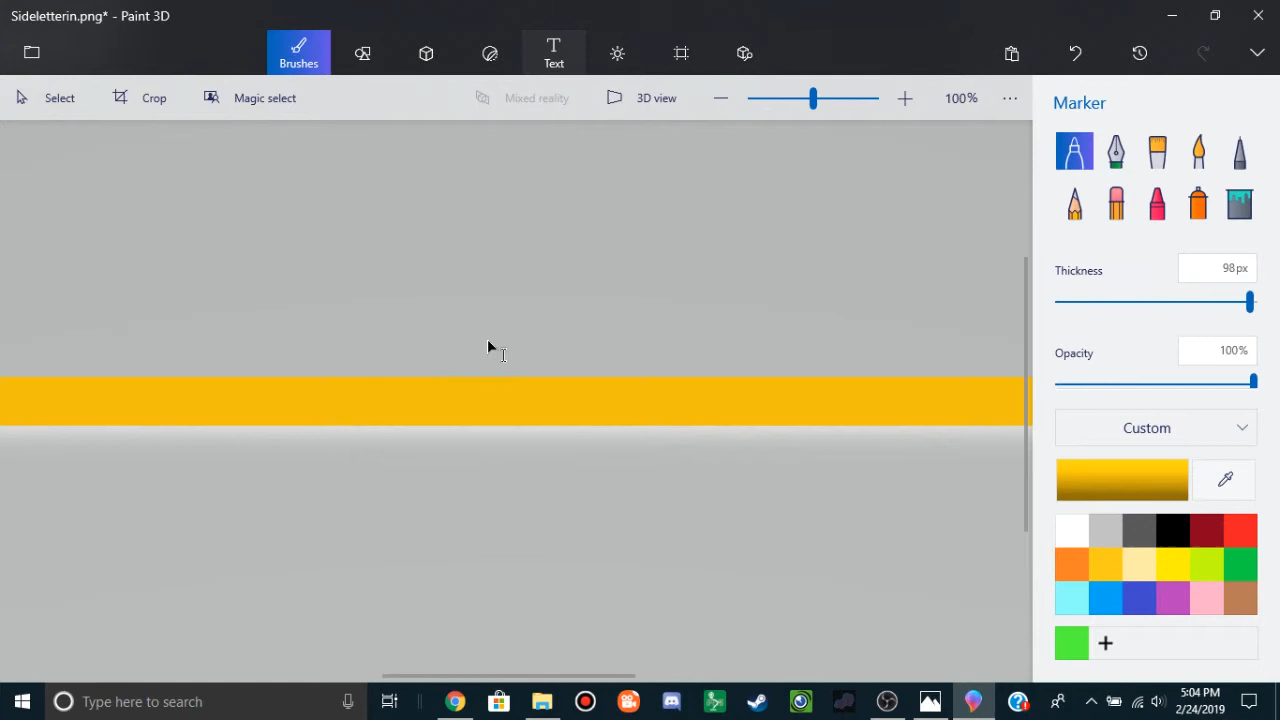 Sideletterin.png* - Paint 3D
Brushes
Text
Select
Crop
Magic select
Mixed reality
3D view
100%
Marker
Thickness
98px
Opacity
100%
Custom
Type here to search
5:04 PM
2/24/2019